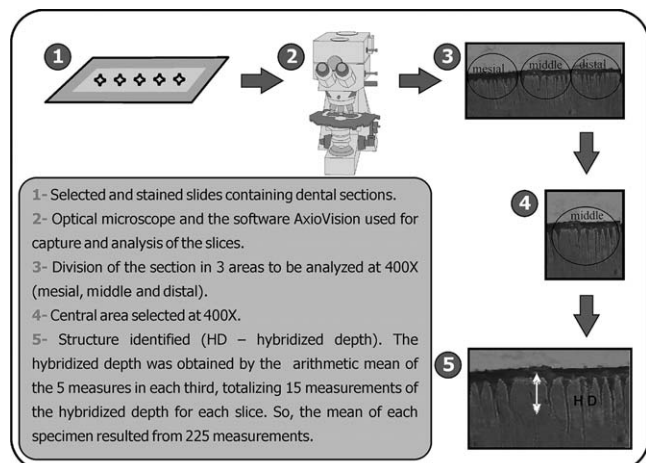 1
2
3
mesial
middle
distal
4
middle
1- Selected and stained slides containing dental sections.
2- Optical microscope and the software AxioVision used for
capture and analysis of the slices.
3- Division of the section in 3 areas to be analyzed at 400X
(mesial, middle and distal).
4- Central area selected at 400X.
5- Structure identified (HD – hybridized depth). The
hybridized depth was obtained by the arithmetic mean of
the 5 measures in each third, totalizing 15 measurements of
the hybridized depth for each slice. So, the mean of each
specimen resulted from 225 measurements.
5
H D